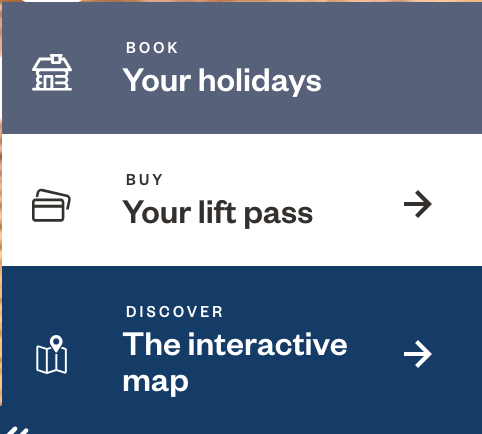 BOOK
Your holidays
BUY
Your lift pass
DISCOVER
The interactive
map